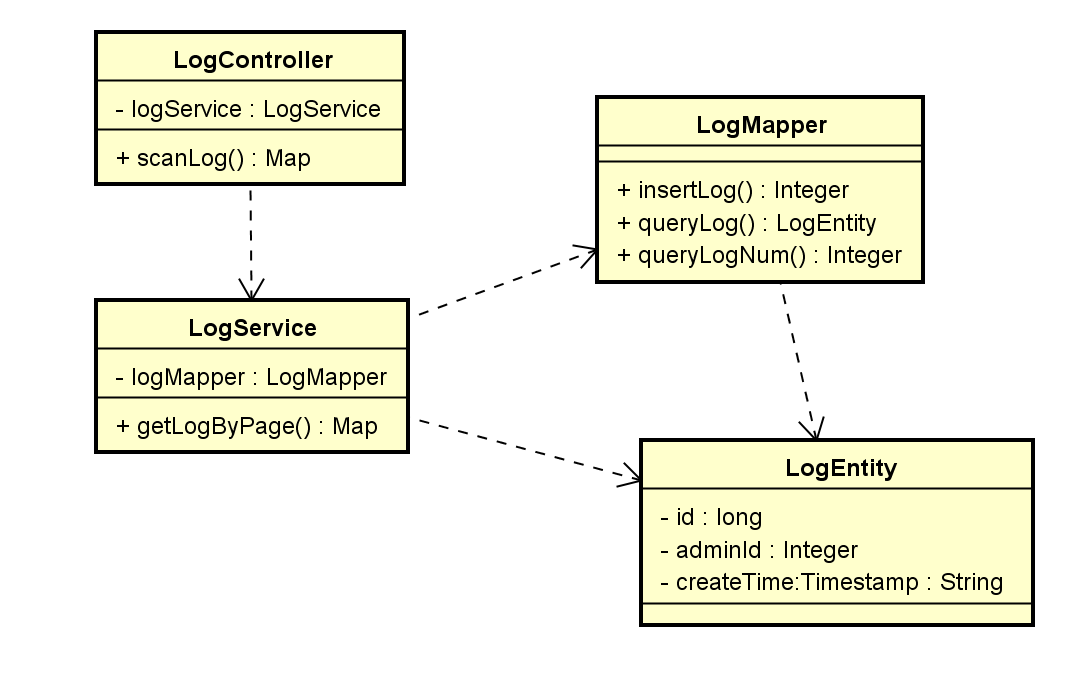 LogController
- logService : LogService
+ scanLog() : Map
LogMapper
+ insertLog() : Integer
+ queryLog() : LogEntity
+ queryLogNum() : Integer
LogService
- logMapper : LogMapper
+ getLogByPage() : Map
LogEntity
- id : long
- adminId : Integer
- createTime:Timestamp : String